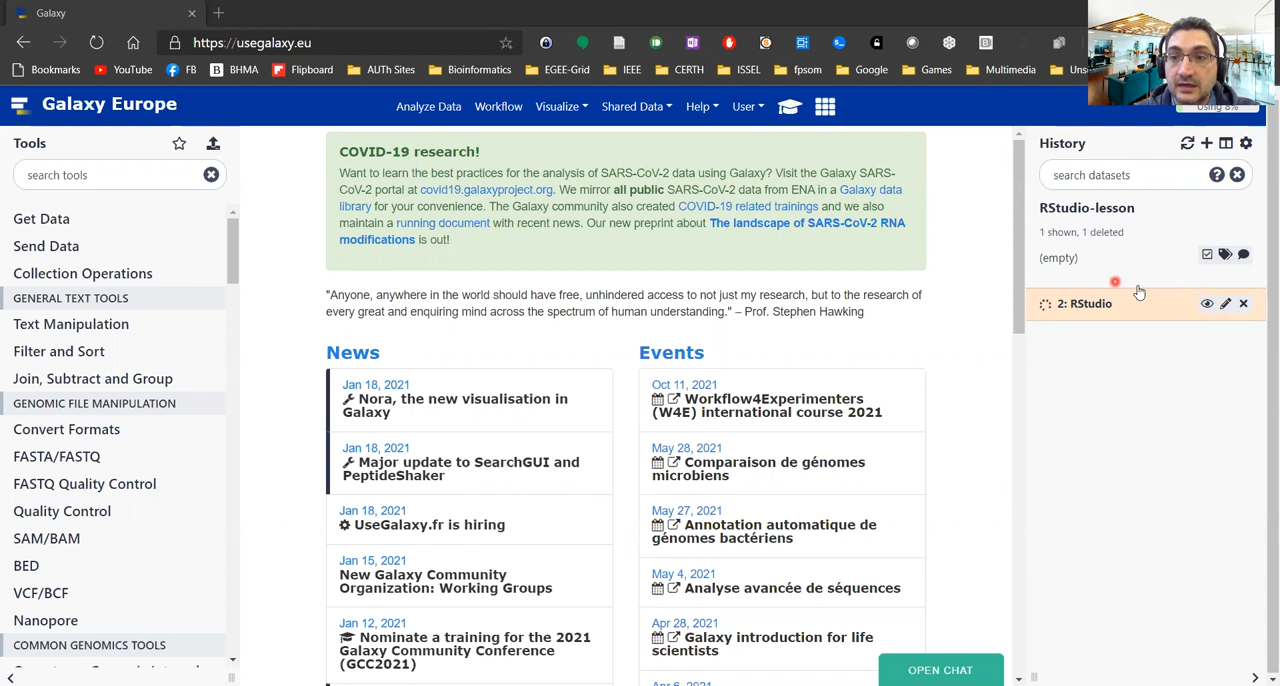 Galaxy
https://usegalaxy.eu
Bookmarks YouTube FB BHMA Flipboard AUTh Sites Bioinformatics EGEE-Grid IEEE CERTH ISSEL fpsom Google Games Multimedia
Galaxy Europe
Analyze Data Workflow Visualize Shared Data Help User
Using 8%
Tools
search tools
Get Data
Send Data
Collection Operations
GENERAL TEXT TOOLS
Text Manipulation
Filter and Sort
Join, Subtract and Group
GENOMIC FILE MANIPULATION
Convert Formats
FASTA/FASTQ
FASTQ Quality Control
Quality Control
SAM/BAM
BED
VCF/BCF
Nanopore
COMMON GENOMICS TOOLS
COVID-19 research!
Want to learn the best practices for the analysis of SARS-CoV-2 data using Galaxy? Visit the Galaxy SARS-
CoV-2 portal at covid19.galaxyproject.org. We mirror all public SARS-CoV-2 data from ENA in a Galaxy data
library for your convenience. The Galaxy community also created COVID-19 related trainings and we also
maintain a running document with recent news. Our new preprint about The landscape of SARS-CoV-2 RNA
modifications is out!
"Anyone, anywhere in the world should have free, unhindered access to not just my research, but to the research of
every great and enquiring mind across the spectrum of human understanding." – Prof. Stephen Hawking
News
Jan 18, 2021
Nora, the new visualisation in
Galaxy
Jan 18, 2021
Major update to SearchGUI and
PeptideShaker
Jan 18, 2021
UseGalaxy.fr is hiring
Jan 15, 2021
New Galaxy Community
Organization: Working Groups
Jan 12, 2021
Nominate a training for the 2021
Galaxy Community Conference
(GCC2021)
Events
Oct 11, 2021
Workflow4Experimenters
(W4E) international course 2021
May 28, 2021
Comparaison de génomes
microbiens
May 27, 2021
Annotation automatique de
génomes bactériens
May 4, 2021
Analyse avancée de séquences
Apr 28, 2021
Galaxy introduction for life
scientists
OPEN CHAT
History
search datasets
RStudio-lesson
1 shown, 1 deleted
(empty)
2: RStudio